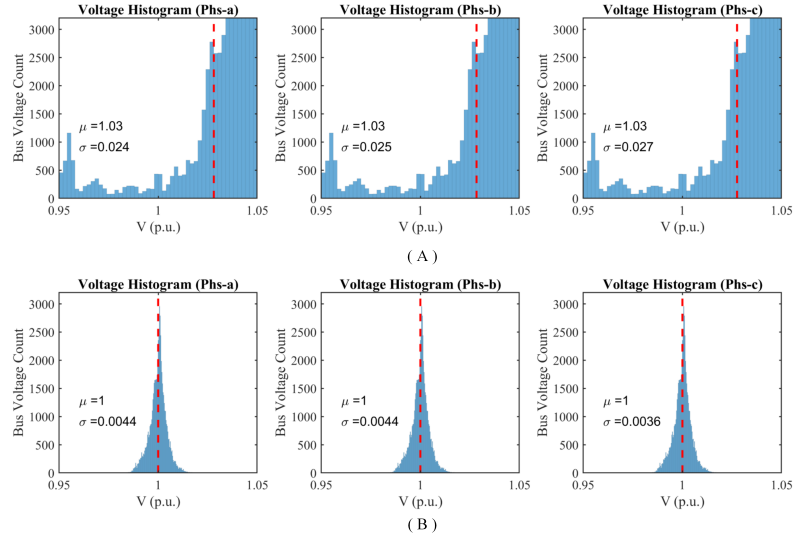 Voltage Histogram (Phs-a)
Bus Voltage Count
3000
2500
2000
1500
1000
500
0
μ =1.03
σ =0.024
0.95
1
1.05
V (p.u.)
Voltage Histogram (Phs-b)
Bus Voltage Count
3000
2500
2000
1500
1000
500
0
μ =1.03
σ =0.025
0.95
1
1.05
V (p.u.)
Voltage Histogram (Phs-c)
Bus Voltage Count
3000
2500
2000
1500
1000
500
0
μ =1.03
σ =0.027
0.95
1
1.05
V (p.u.)
( A )
Voltage Histogram (Phs-a)
Bus Voltage Count
3000
2500
2000
1500
1000
500
0
μ =1
σ =0.0044
0.95
1
1.05
V (p.u.)
Voltage Histogram (Phs-b)
Bus Voltage Count
3000
2500
2000
1500
1000
500
0
μ =1
σ =0.0044
0.95
1
1.05
V (p.u.)
Voltage Histogram (Phs-c)
Bus Voltage Count
3000
2500
2000
1500
1000
500
0
μ =1
σ =0.0036
0.95
1
1.05
V (p.u.)
( B )